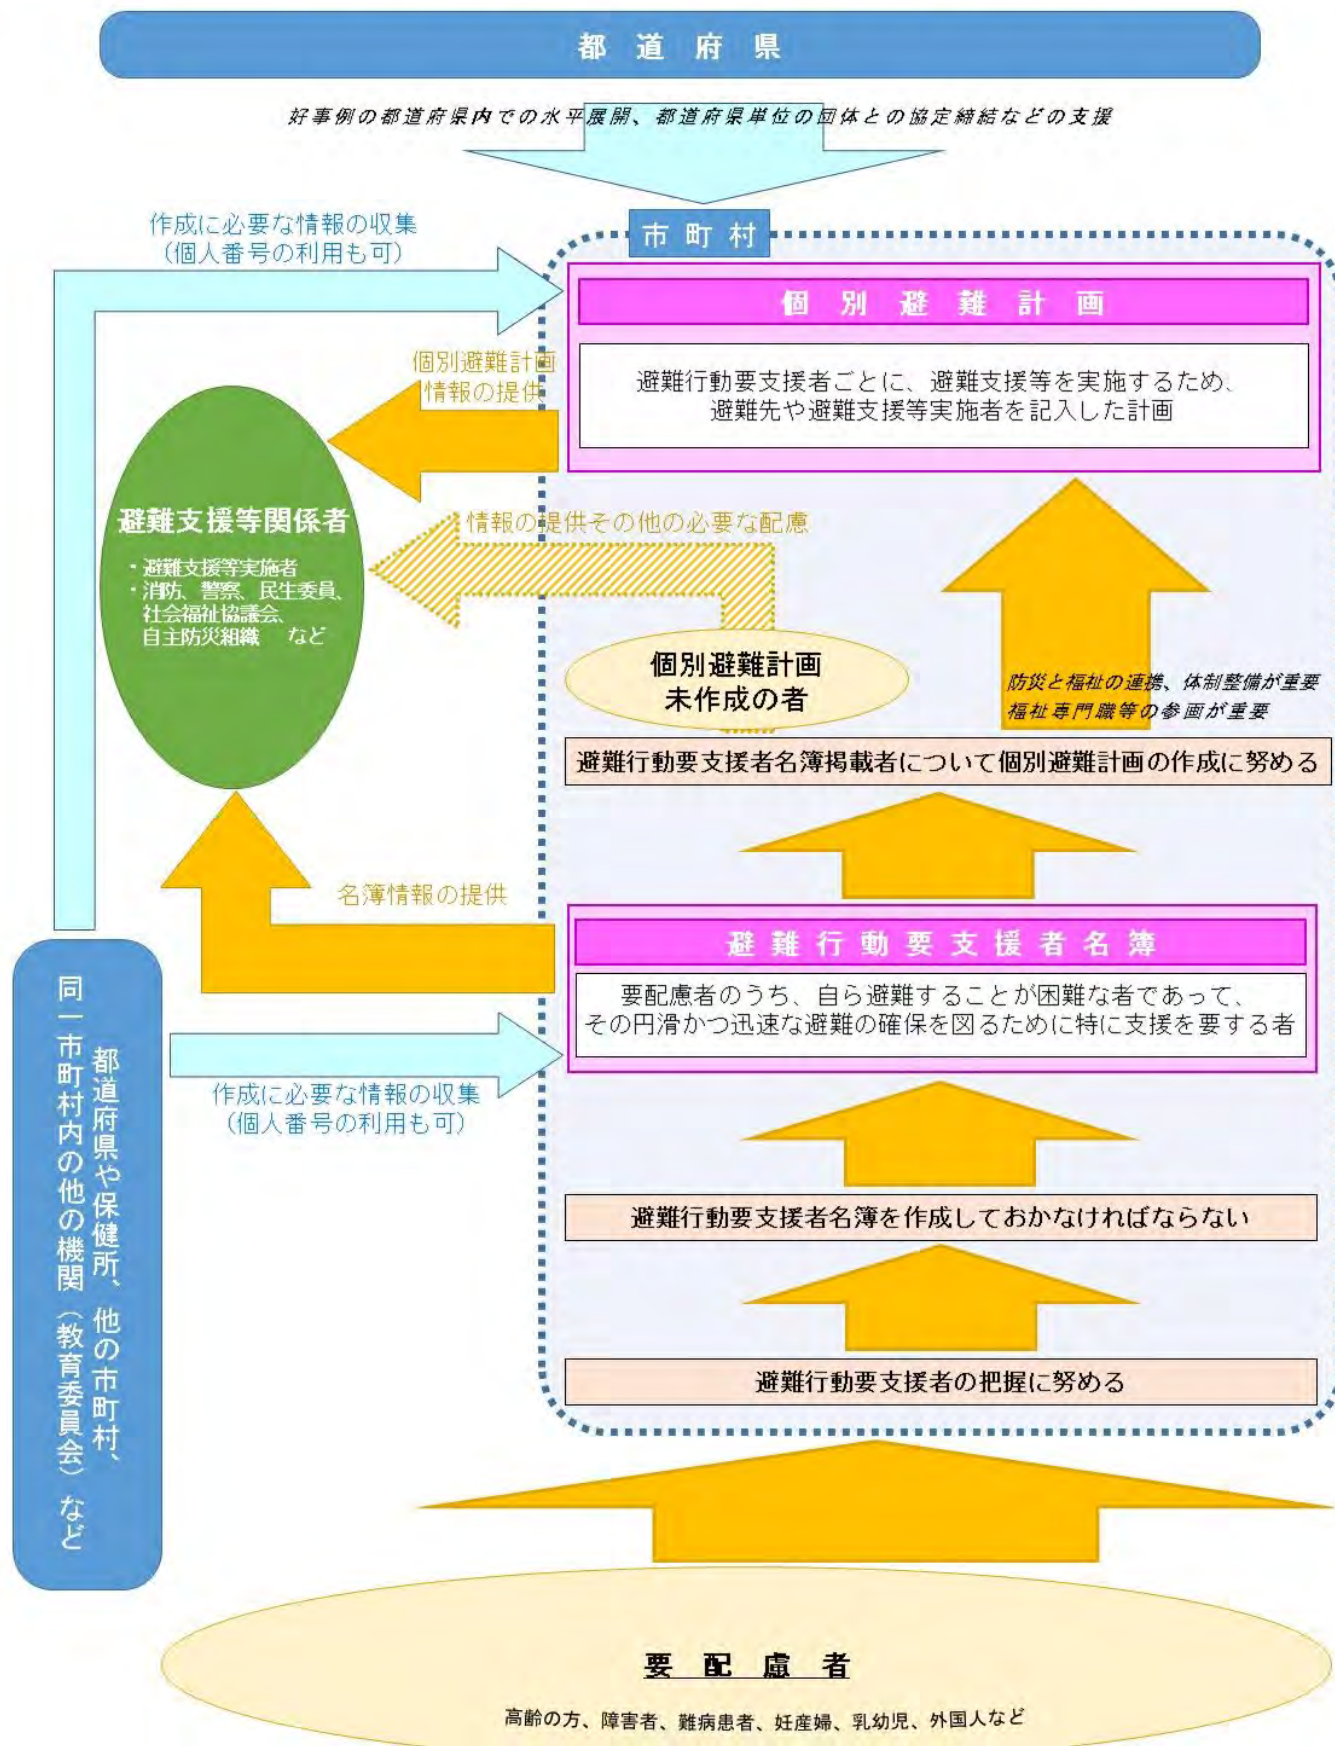 都道府県
好事例の都道府県内での水平展開、都道府県単位の団体との協定締結などの支援
市町村
作成に必要な情報の収集
（個人番号の利用も可）
個別避難計画
避難行動要支援者ごとに、避難支援等を実施するため、
避難先や避難支援等実施者を記入した計画
個別避難計画
情報の提供
避難支援等関係者
・避難支援等実施者
・消防、警察、民生委員、
社会福祉協議会、
自主防災組織　など
情報の提供その他の必要な配慮
個別避難計画
未作成の者
防災と福祉の連携、体制整備が重要
福祉専門職等の参画が重要
避難行動要支援者名簿掲載者について個別避難計画の作成に努める
名簿情報の提供
避難行動要支援者名簿
要配慮者のうち、自ら避難することが困難な者であって、
その円滑かつ迅速な避難の確保を図るために特に支援を要する者
作成に必要な情報の収集
（個人番号の利用も可）
都道府県や保健所、他の市町村、
同一市町村内の他の機関（教育委員会）など
避難行動要支援者名簿を作成しておかなければならない
避難行動要支援者の把握に努める
要配慮者
高齢の方、障害者、難病患者、妊産婦、乳幼児、外国人など